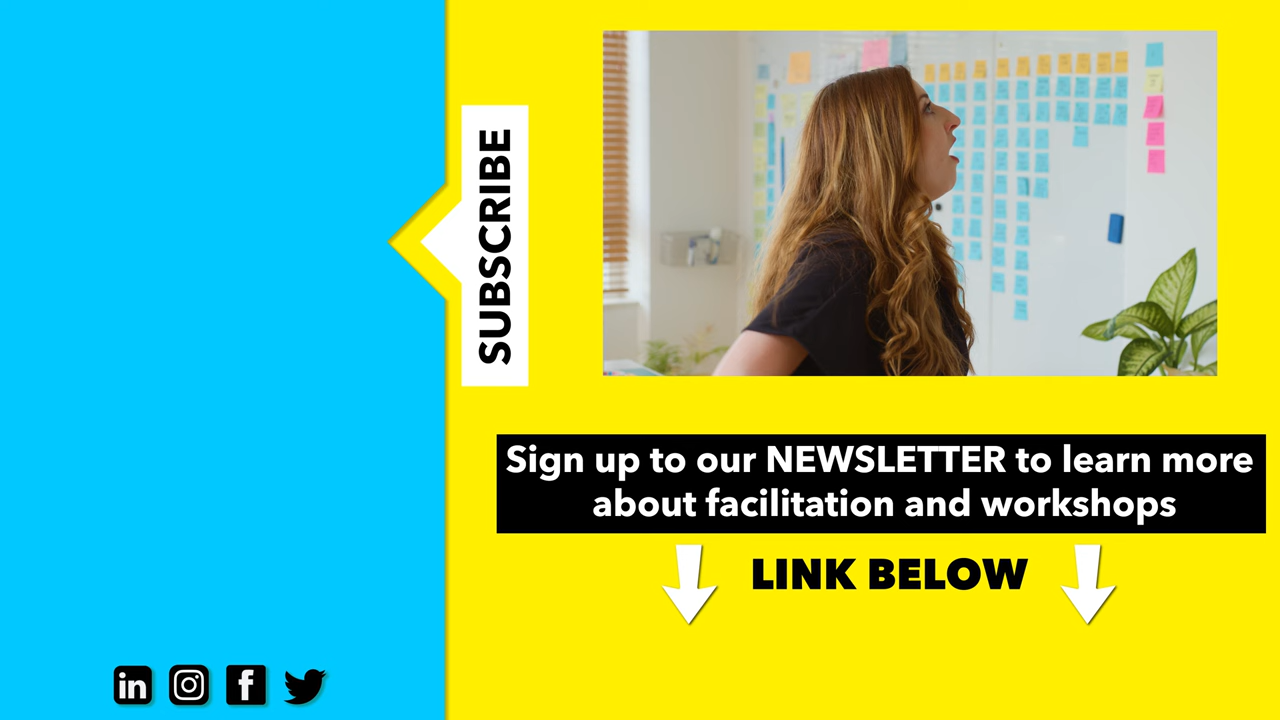 SUBSCRIBE
Sign up to our NEWSLETTER to learn more
about facilitation and workshops
LINK BELOW